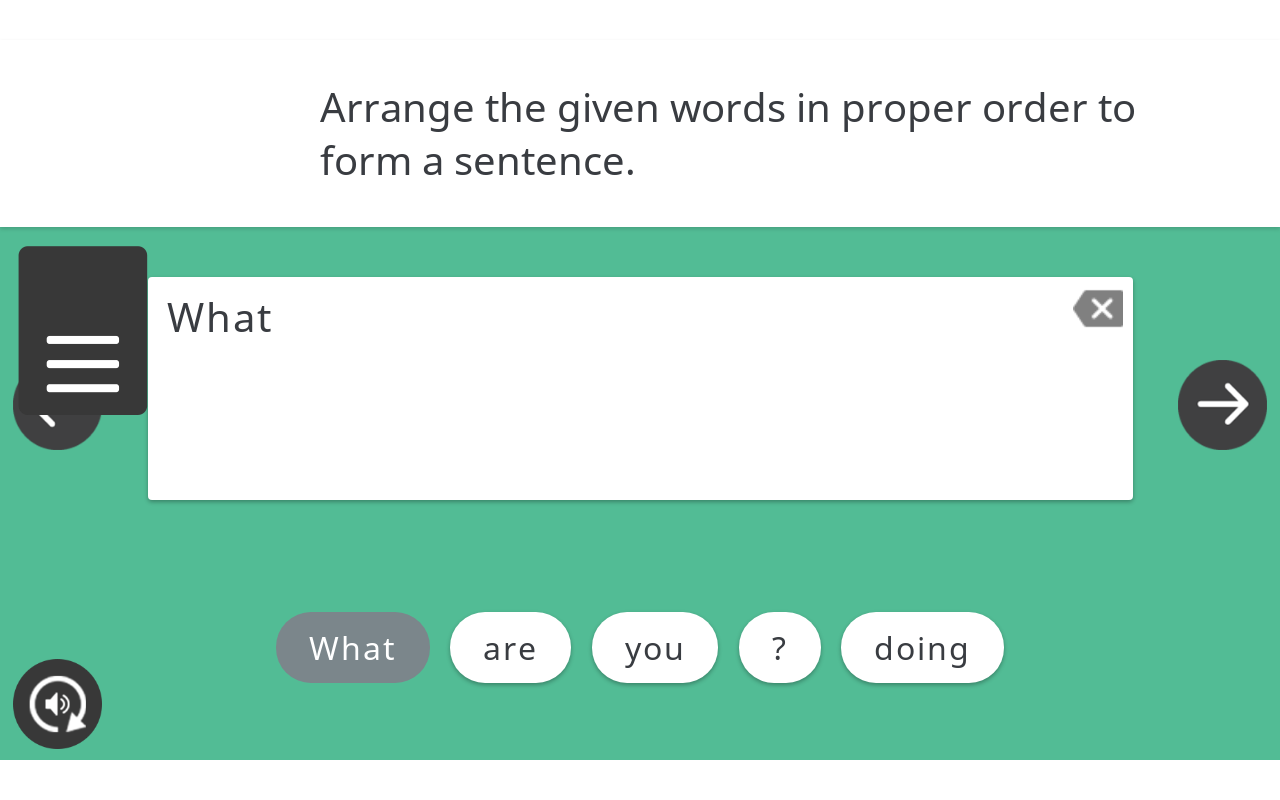 Arrange the given words in proper order to
form a sentence.
What
What are you ? doing